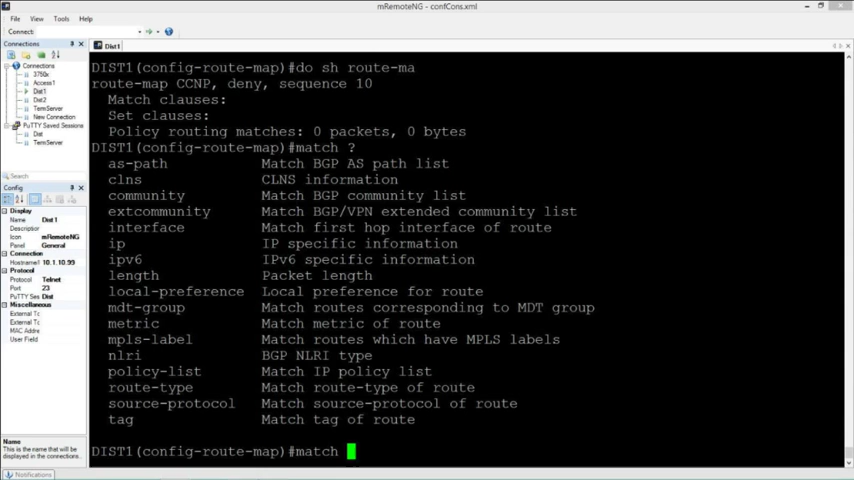 mRemoteNG - confCons.xml
File View Tools Help
Connect:
Connections
Dist1
Connections
3750x
Access1
Dist1
Dist2
TermServer
New Connection
PuTTY Saved Sessions
Dist
TermServer
Search
Config
Display
Name Dist1
Description
Icon mRemoteNG
Panel General
Connection
Hostname 10.1.10.99
Protocol
Protocol Telnet
Port 23
PuTTY Ses Dist
Miscellaneous
External Tc
External Tc
MAC Addre
User Field
Name
This is the name that will be
displayed in the connections
Notifications
DIST1(config-route-map)#do sh route-ma
route-map CCNP, deny, sequence 10
Match clauses:
Set clauses:
Policy routing matches: 0 packets, 0 bytes
DIST1(config-route-map)#match ?
as-path Match BGP AS path list
clns CLNS information
community Match BGP community list
extcommunity Match BGP/VPN extended community list
interface Match first hop interface of route
ip IP specific information
ipv6 IPv6 specific information
length Packet length
local-preference Local preference for route
mdt-group Match routes corresponding to MDT group
metric Match metric of route
mpls-label Match routes which have MPLS labels
nlri BGP NLRI type
policy-list Match IP policy list
route-type Match route-type of route
source-protocol Match source-protocol of route
tag Match tag of route
DIST1(config-route-map)#match